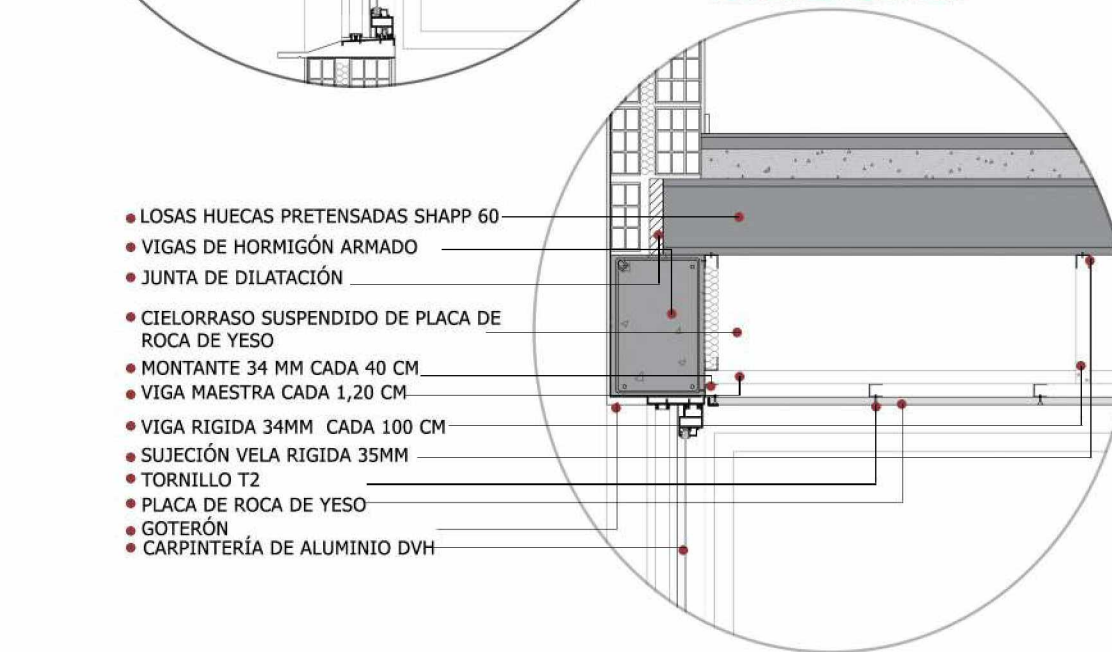 LOSAS HUECAS PRETENSADAS SHAPP 60
VIGAS DE HORMIGÓN ARMADO
JUNTA DE DILATACIÓN
CIELORRASO SUSPENDIDO DE PLACA DE
ROCA DE YESO
MONTANTE 34 MM CADA 40 CM
VIGA MAESTRA CADA 1,20 CM
VIGA RIGIDA 34MM CADA 100 CM
SUJECIÓN VELA RIGIDA 35MM
TORNILLO T2
PLACA DE ROCA DE YESO
GOTERÓN
CARPINTERÍA DE ALUMINIO DVH